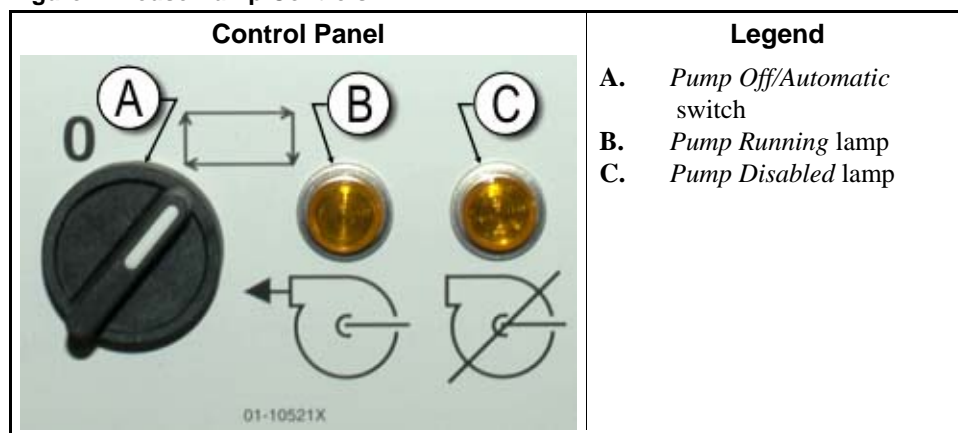 Control Panel
Legend
A
B
C
0
01-10521X
A. Pump Off/Automatic
switch
B. Pump Running lamp
C. Pump Disabled lamp